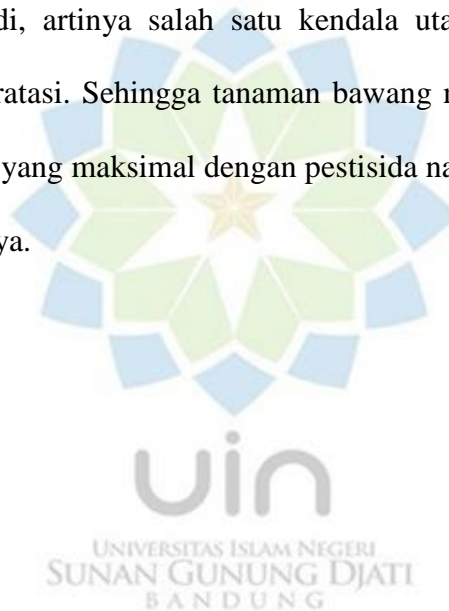 di, artinya salah satu kendala uta
ratasi. Sehingga tanaman bawang
yang maksimal dengan pestisida na
ya.
uin
UNIVERSITAS ISLAM NEGERI
SUNAN GUNUNG DJATI
BANDUNG